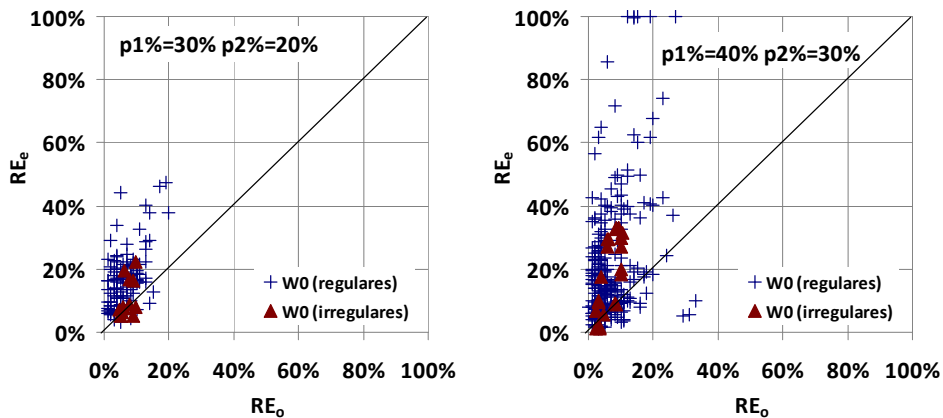 100%
p1%=30% p2%=20%
80%
60%
REe
40%
20%
W0 (regulares)
W0 (irregulares)
0%
0% 20% 40% 60% 80% 100%
REo
100%
p1%=40% p2%=30%
80%
60%
REe
40%
20%
W0 (regulares)
W0 (irregulares)
0%
0% 20% 40% 60% 80% 100%
REo